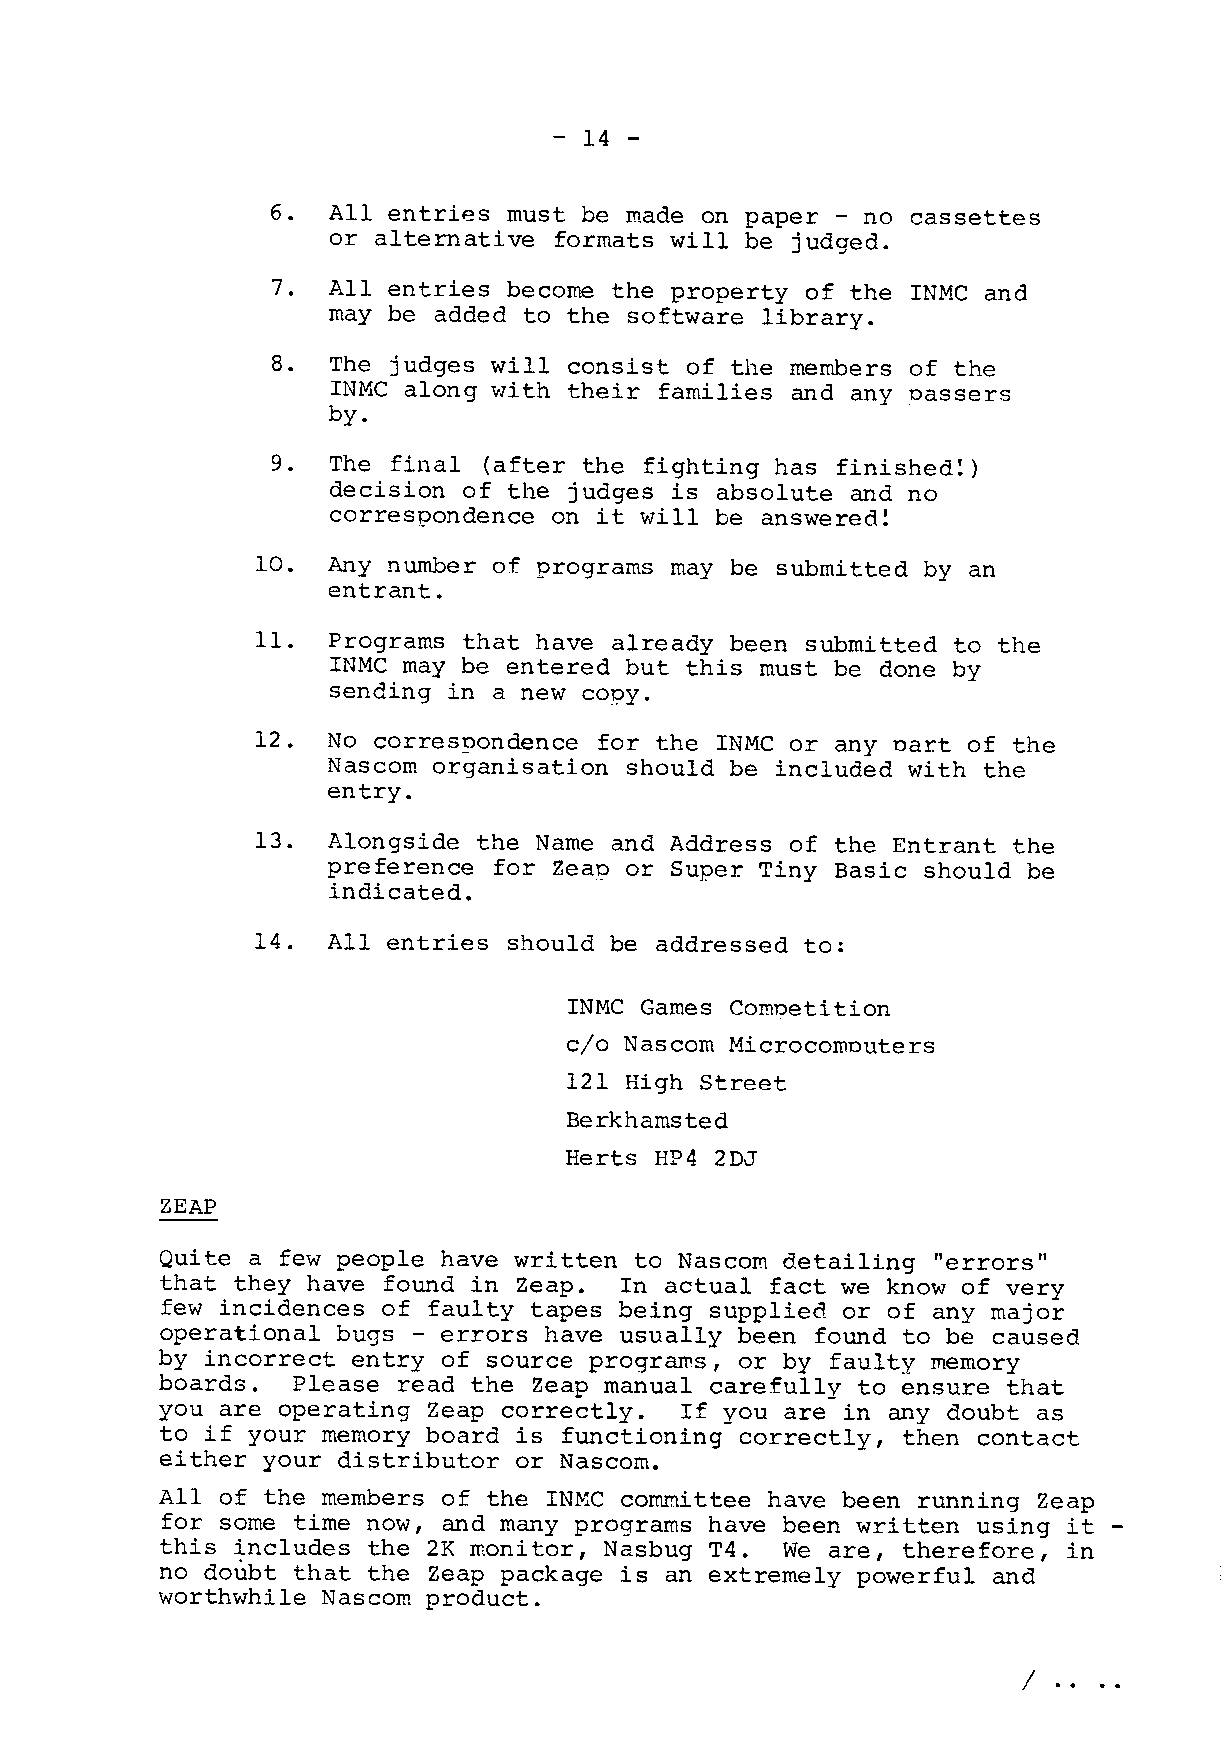 - 14 -
6. All entries must be made on paper - no cassettes
or alternative formats will be judged.
7. All entries become the property of the INMC and
may be added to the software library.
8. The judges will consist of the members of the
INMC along with their families and any passers
by.
9. The final (after the fighting has finished!)
decision of the judges is absolute and no
correspondence on it will be answered!
10. Any number of programs may be submitted by an
entrant.
11. Programs that have already been submitted to the
INMC may be entered but this must be done by
sending in a new copy.
12. No correspondence for the INMC or any part of the
Nascom organisation should be included with the
entry.
13. Alongside the Name and Address of the Entrant the
preference for Zeap or Super Tiny Basic should be
indicated.
14. All entries should be addressed to:
INMC Games Competition
c/o Nascom Microcomputers
121 High Street
Berkhamsted
Herts HP4 2DJ
ZEAP
Quite a few people have written to Nascom detailing "errors"
that they have found in Zeap. In actual fact we know of very
few incidences of faulty tapes being supplied or of any major
operational bugs - errors have usually been found to be caused
by incorrect entry of source programs, or by faulty memory
boards. Please read the Zeap manual carefully to ensure that
you are operating Zeap correctly. If you are in any doubt as
to if your memory board is functioning correctly, then contact
either your distributor or Nascom.
All of the members of the INMC committee have been running Zeap
for some time now, and many programs have been written using it -
this includes the 2K monitor, Nasbug T4. We are, therefore, in
no doubt that the Zeap package is an extremely powerful and
worthwhile Nascom product.
/ .. ..